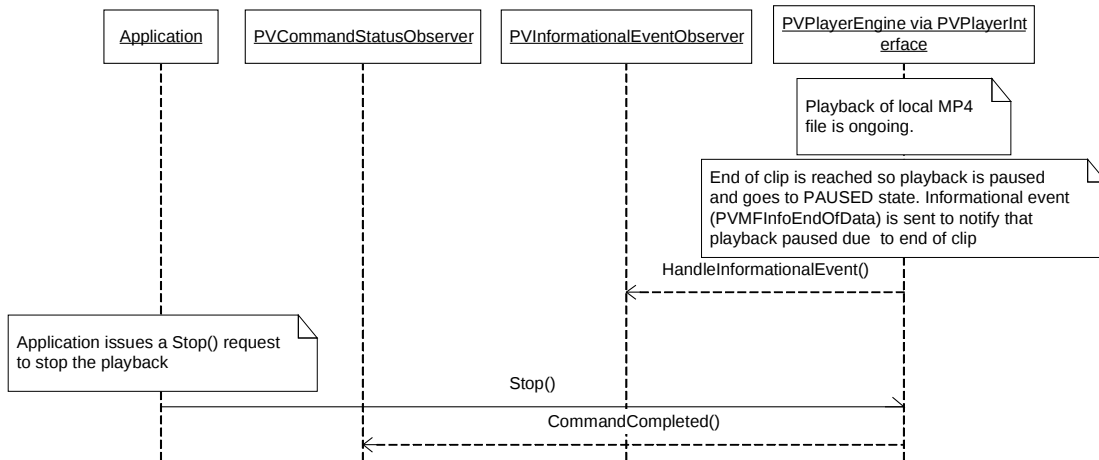 Application
PVCommandStatusObserver
PVInformationalEventObserver
PVPlayerEngine via PVPlayerInt
erface
Playback of local MP4
file is ongoing.
End of clip is reached so playback is paused
and goes to PAUSED state. Informational event
(PVMFInfoEndOfData) is sent to notify that
playback paused due  to end of clip
HandleInformationalEvent()
Application issues a Stop() request
to stop the playback
Stop()
CommandCompleted()